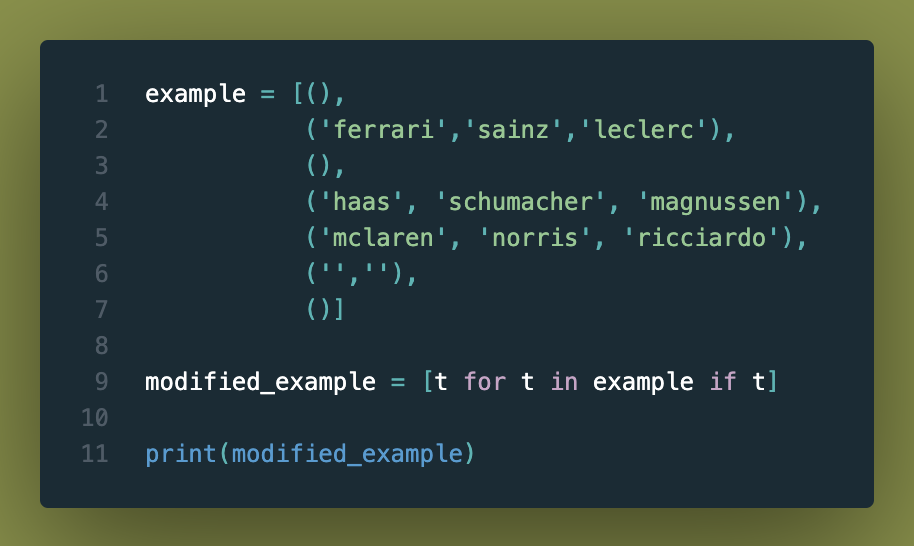 1 example = [(),
2 ('ferrari','sainz','leclerc'),
3 (),
4 ('haas', 'schumacher', 'magnussen'),
5 ('mclaren', 'norris', 'ricciardo'),
6 ('',''),
7 ()]
8
9 modified_example = [t for t in example if t]
10
11 print(modified_example)